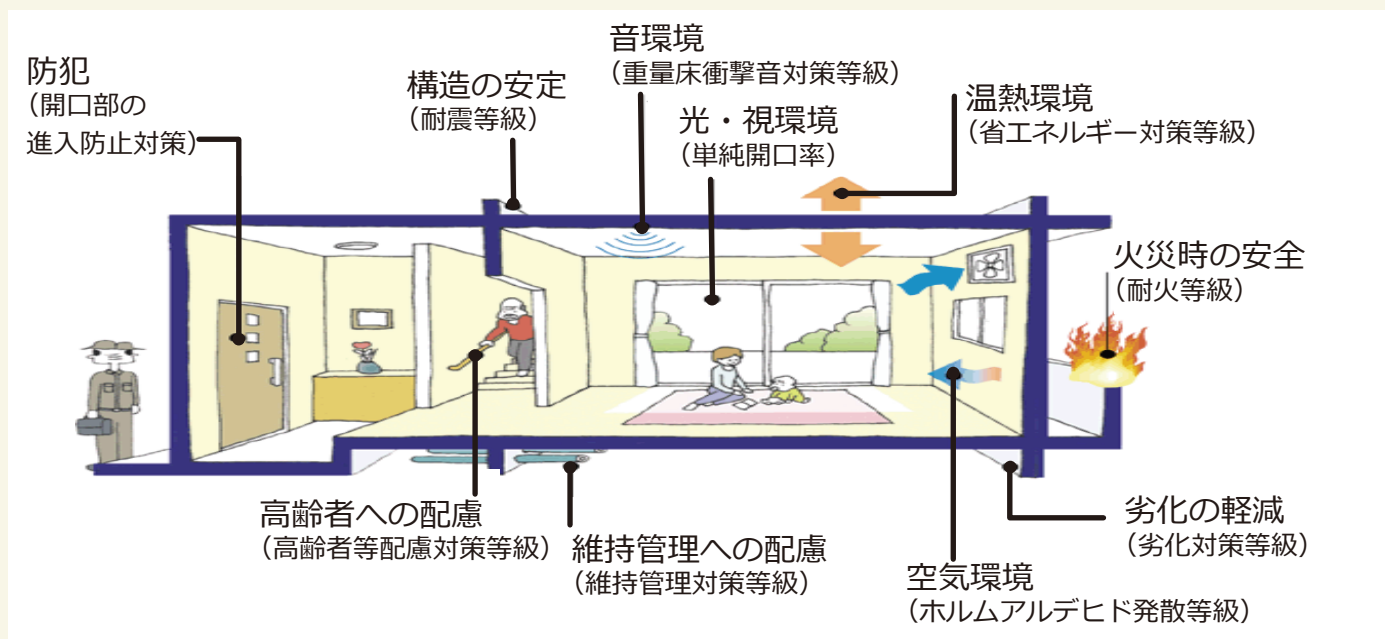 防犯
（開口部の
進入防止対策）
構造の安定
（耐震等級）
音環境
（重量床衝撃音対策等級）
光・視環境
（単純開口率）
温熱環境
（省エネルギー対策等級）
火災時の安全
（耐火等級）
高齢者への配慮
（高齢者等配慮対策等級）
維持管理への配慮
（維持管理対策等級）
空気環境
（ホルムアルデヒド発散等級）
劣化の軽減
（劣化対策等級）